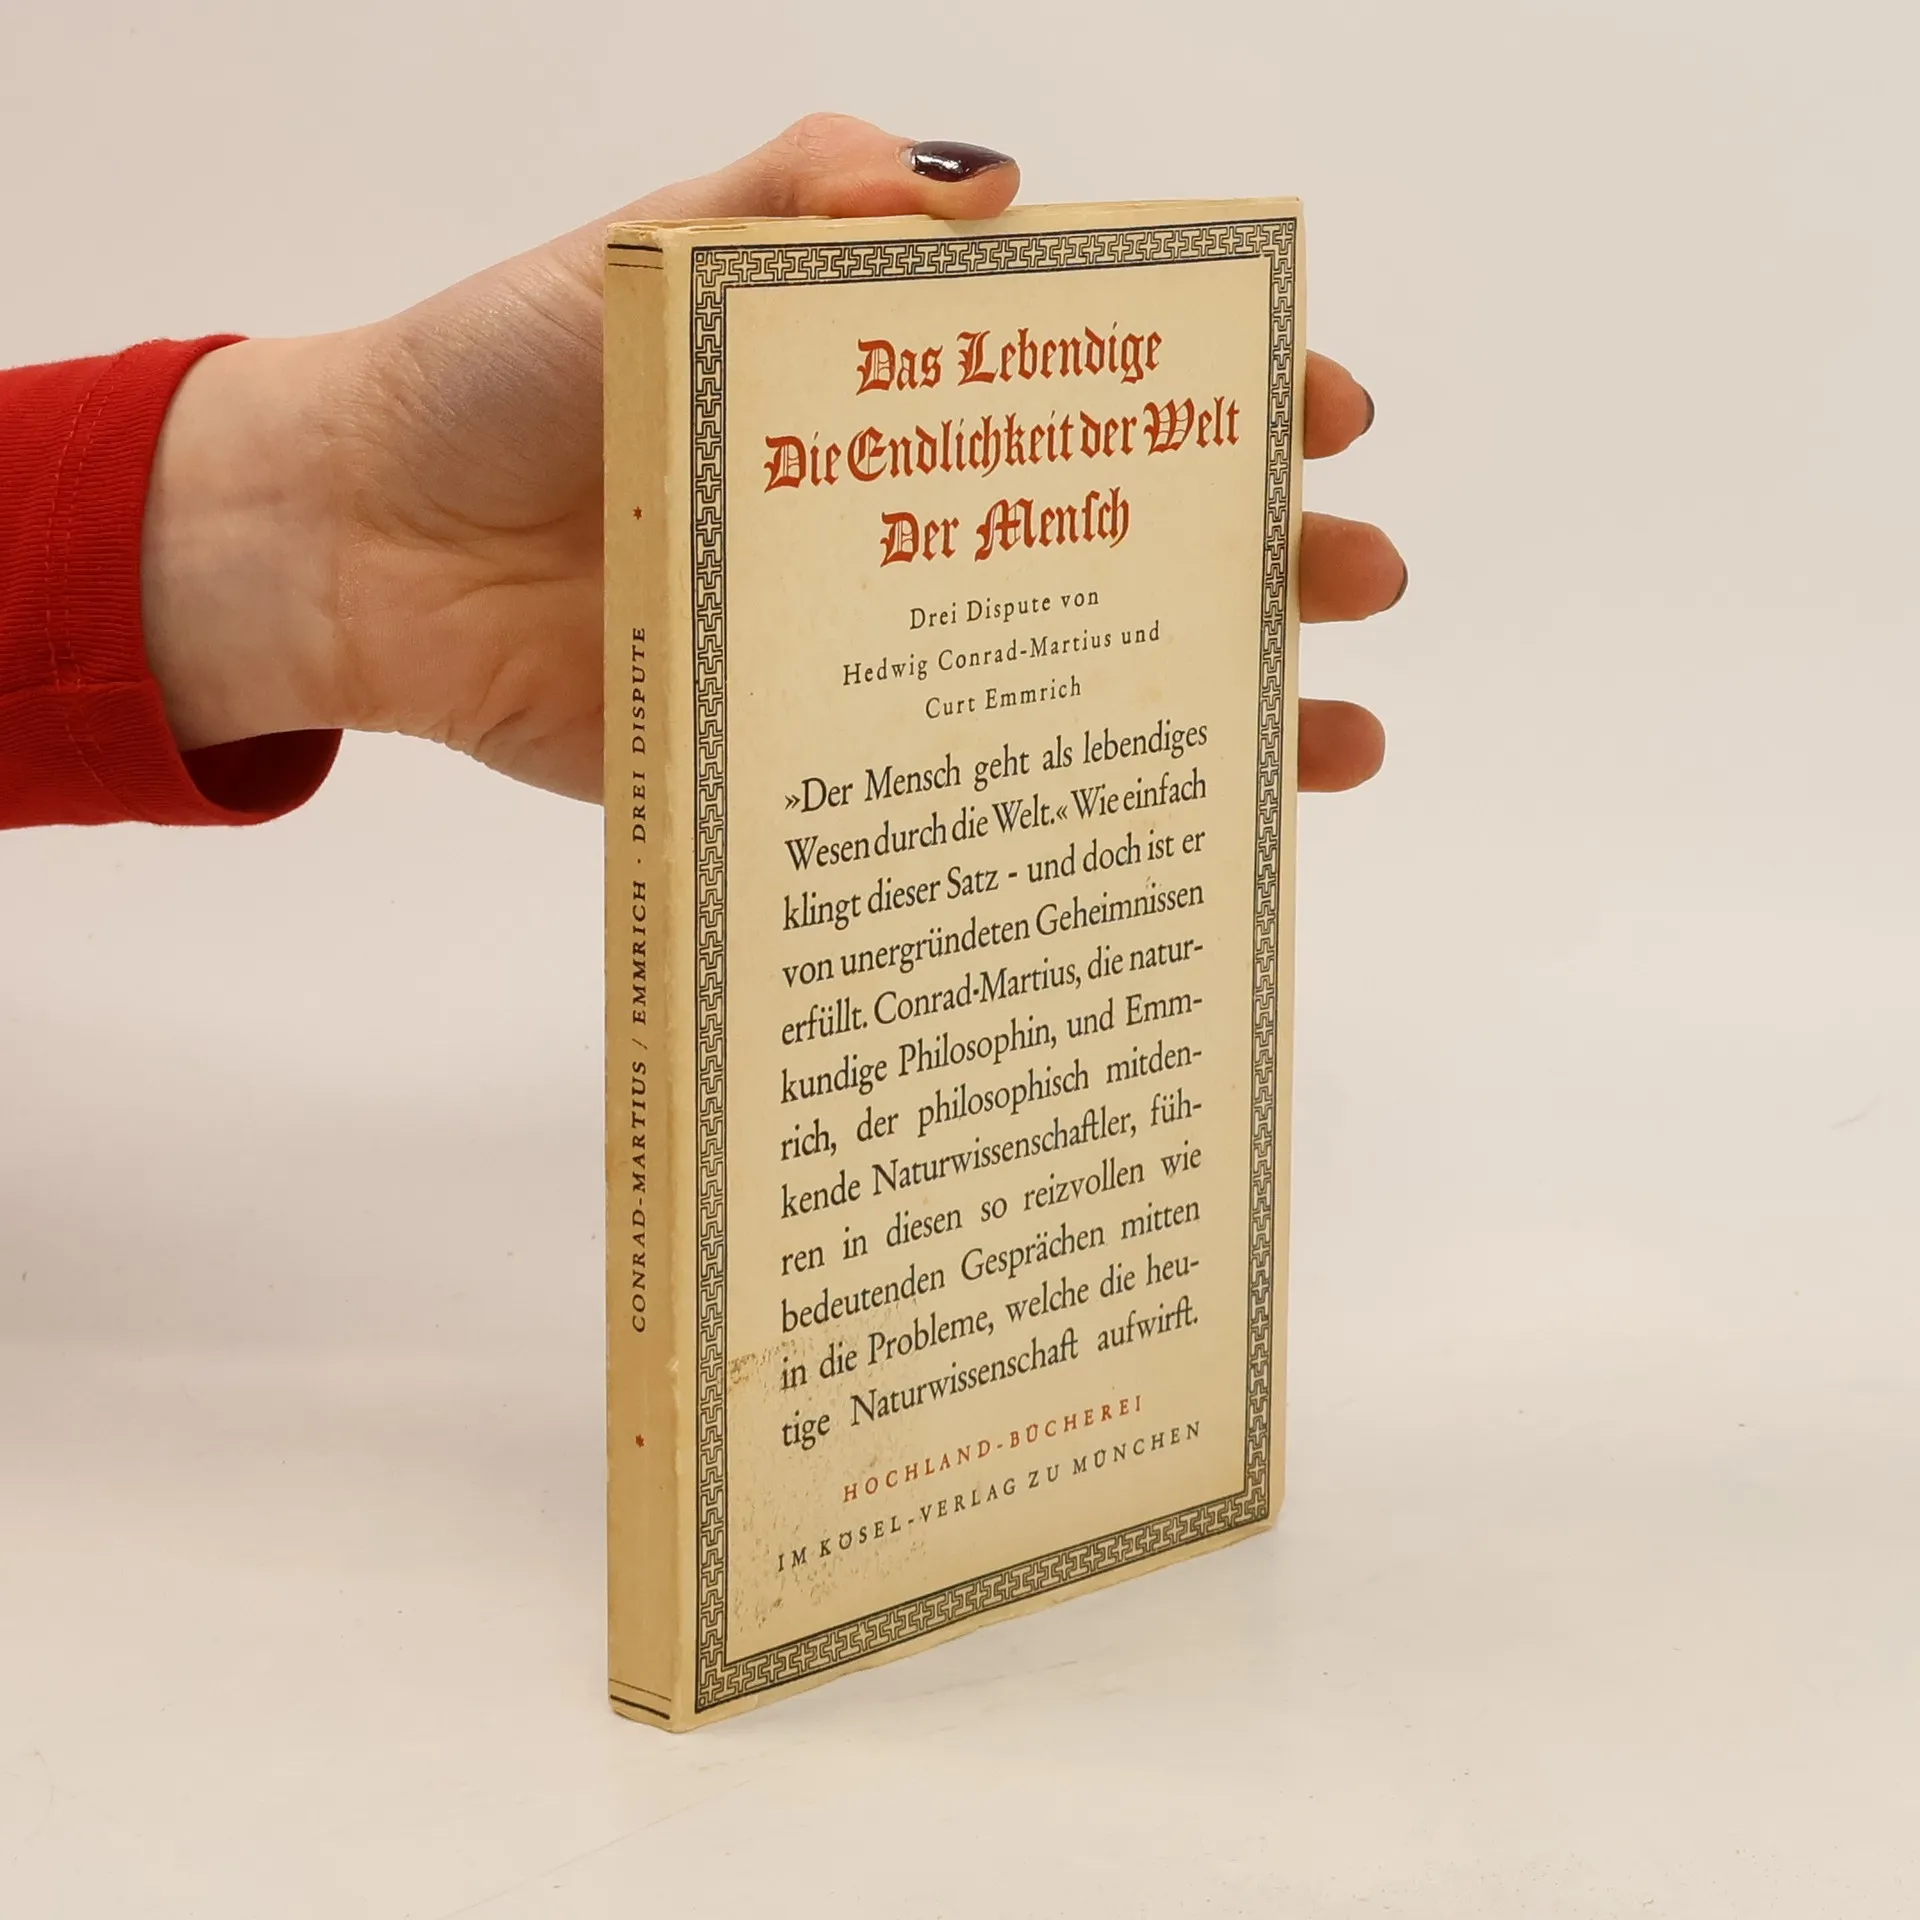 Das Lebendige
Die Endlichkeit der Welt
Der Menſch
Drei Dispute von
Hedwig Conrad-Martius und
Curt Emmrich
»Der Mensch geht als lebendiges
Wesen durch die Welt.« Wie einfach
klingt dieser Satz - und doch ist er
von unergründeten Geheimnissen
erfüllt. Conrad-Martius, die natur-
kundige Philosophin, und Emm-
rich, der philosophisch mitden-
kende Naturwissenschaftler, füh-
ren in diesen so reizvollen wie
bedeutenden Gesprächen mitten
in die Probleme, welche die heu-
tige Naturwissenschaft aufwirft.
HOCHLAND-BÜCHEREI
IM KÖSEL-VERLAG ZU MÜNCHEN
CONRAD-MARTIUS / EMMRICH · DREI DISPUTE